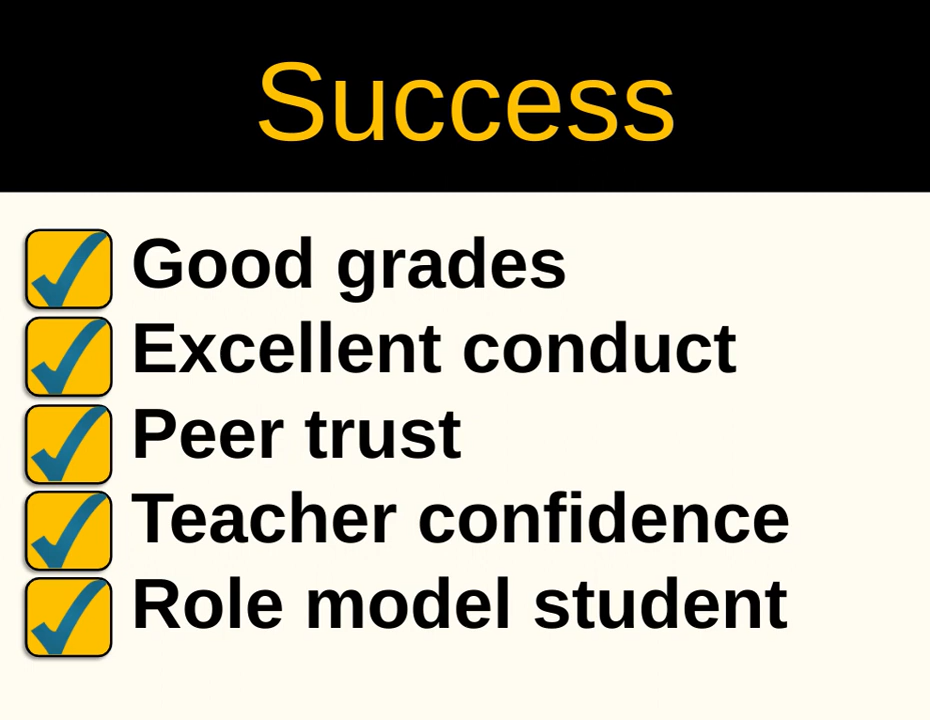 Success
Good grades
Excellent conduct
Peer trust
Teacher confidence
Role model student